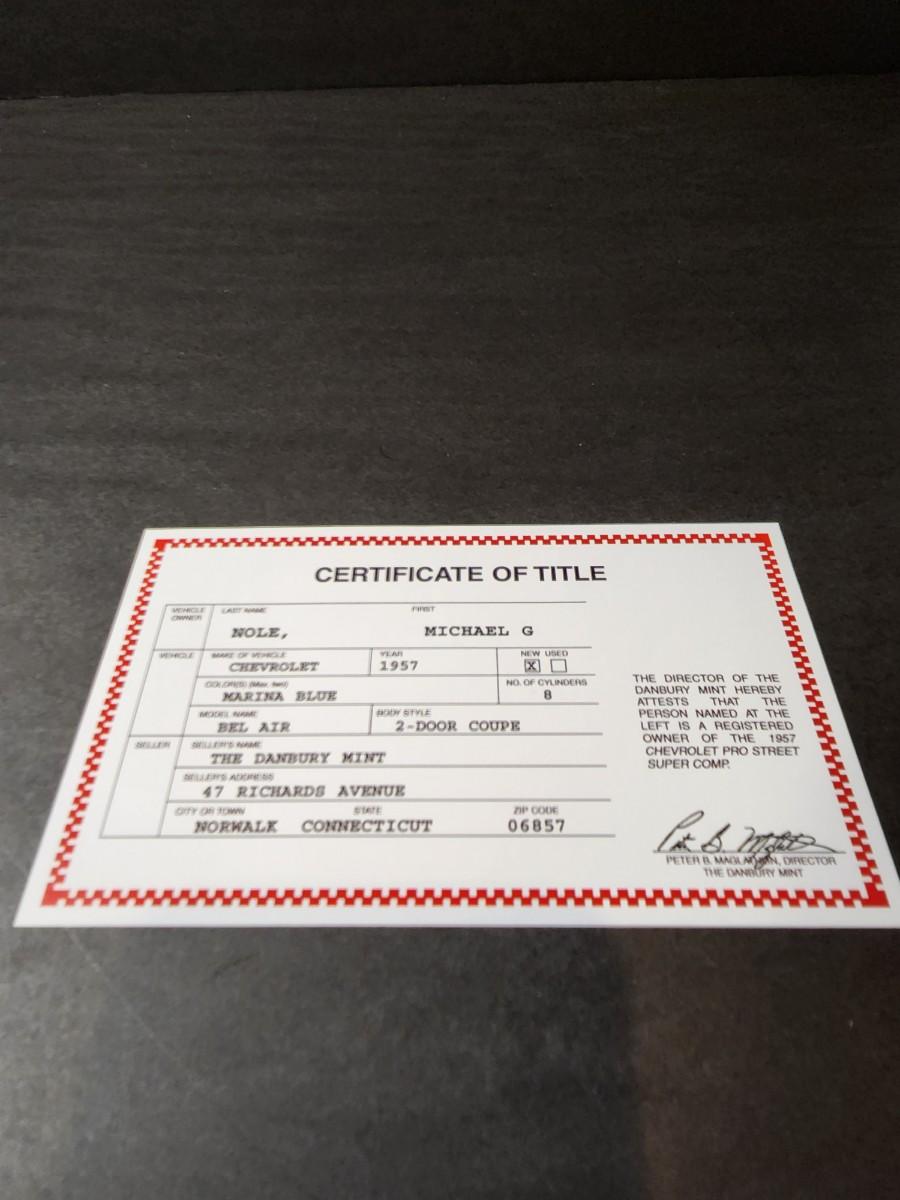 CERTIFICATE OF TITLE
VEHICLE OWNER LAST NAME FIRST
NOLE, MICHAEL G
VEHICLE MAKE OF VEHICLE YEAR NEW USED
CHEVROLET 1957 X
COLOR(S) (Max. two) NO. OF CYLINDERS
MARINA BLUE 8
MODEL NAME BODY STYLE
BEL AIR 2-DOOR COUPE
SELLER SELLER'S NAME
THE DANBURY MINT
SELLER'S ADDRESS
47 RICHARDS AVENUE
CITY OR TOWN STATE ZIP CODE
NORWALK CONNECTICUT 06857
THE DIRECTOR OF THE
DANBURY MINT HEREBY
ATTESTS THAT THE
PERSON NAMED AT THE
LEFT IS A REGISTERED
OWNER OF THE 1957
CHEVROLET PRO STREET
SUPER COMP.
PETER B. MAGLATHLIN, DIRECTOR
THE DANBURY MINT